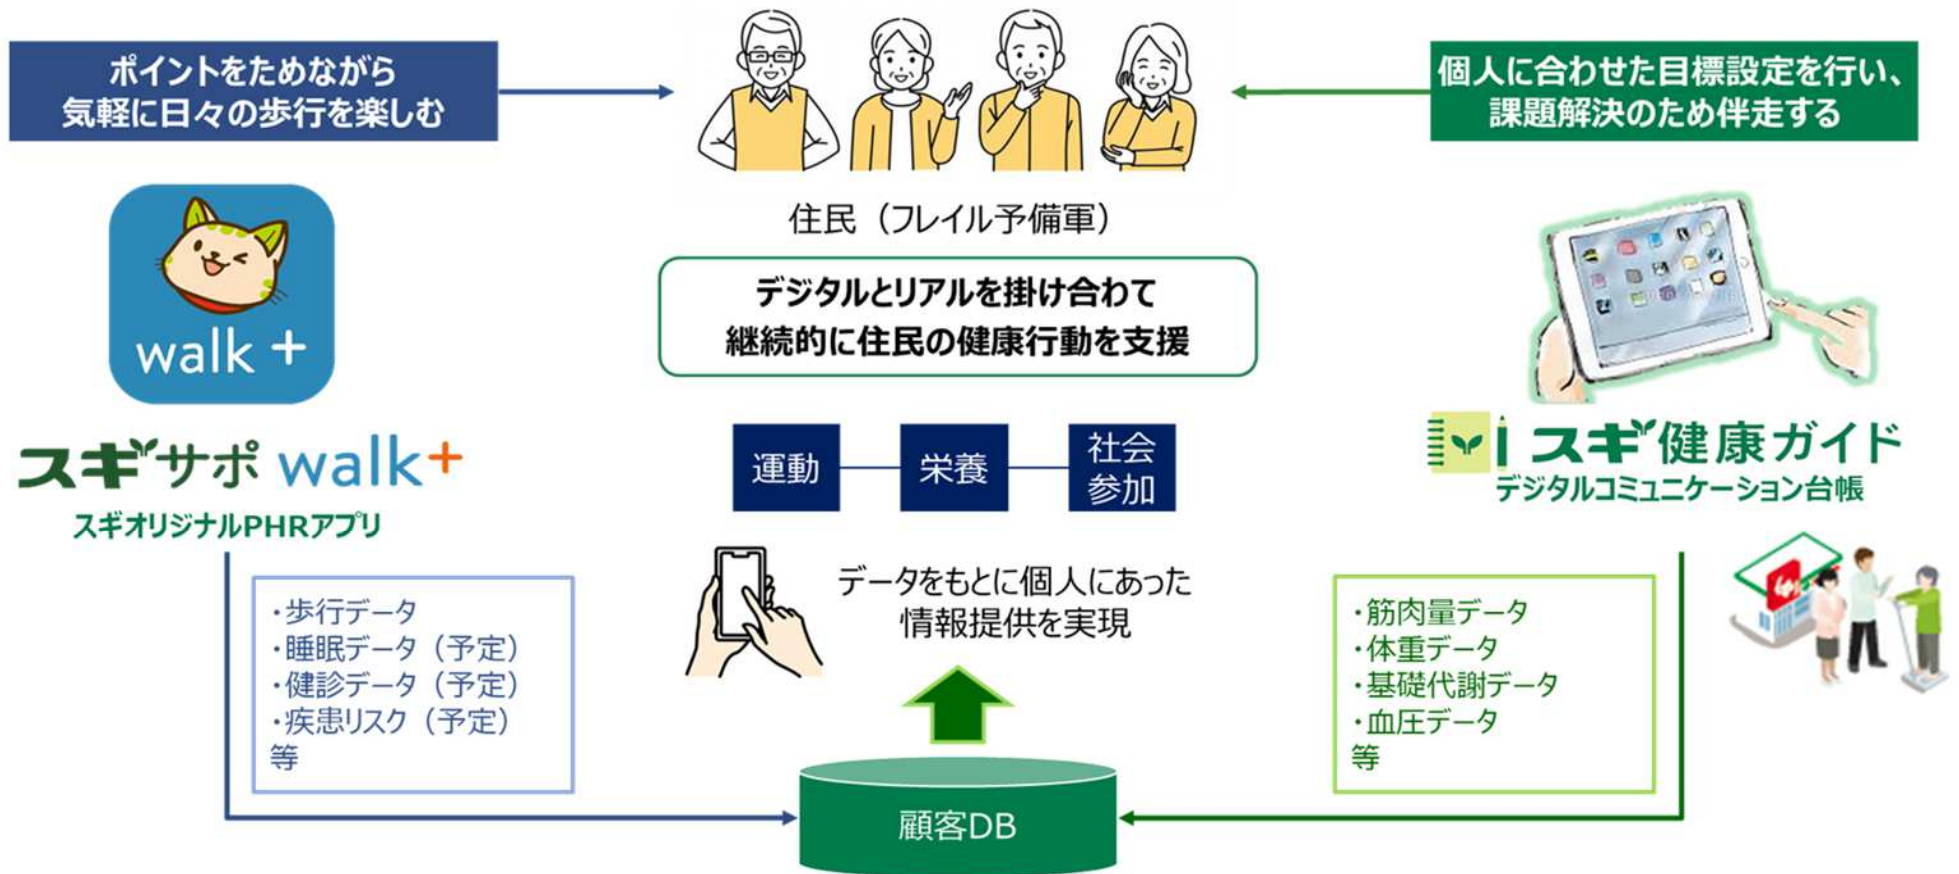 ポイントをためながら
気軽に日々の歩行を楽しむ
個人に合わせた目標設定を行い、
課題解決のため伴走する
住民（フレイル予備軍）
デジタルとリアルを掛け合わて
継続的に住民の健康行動を支援
walk +
スギサポ walk+
スギオリジナルPHRアプリ
運動
栄養
社会
参加
スギ健康ガイド
デジタルコミュニケーション台帳
データをもとに個人にあった
情報提供を実現
・歩行データ
・睡眠データ（予定）
・健診データ（予定）
・疾患リスク（予定）
等
・筋肉量データ
・体重データ
・基礎代謝データ
・血圧データ
等
顧客DB